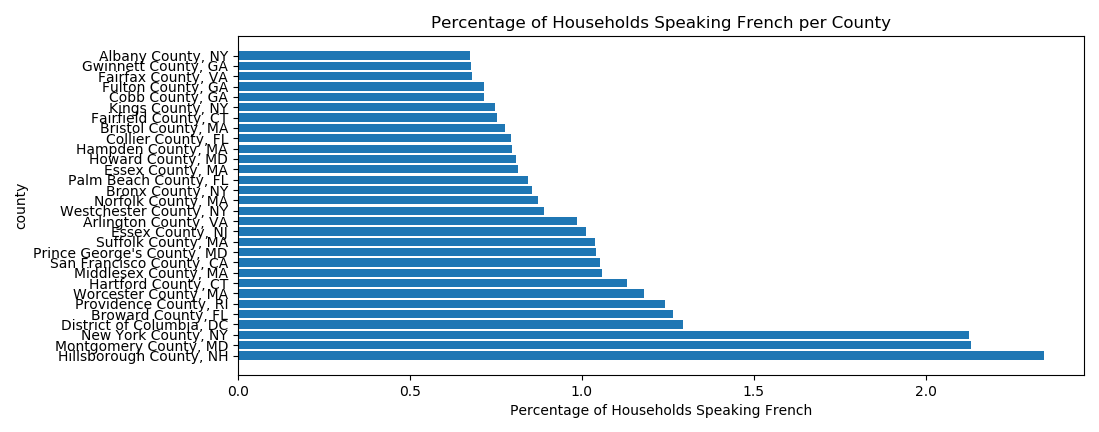 Percentage of Households Speaking French per County
Albany County, NY
Gwinnett County, GA
Fairfax County, VA
Fulton County, GA
Cobb County, GA
Kings County, NY
Fairfield County, CT
Bristol County, MA
Collier County, FL
Hampden County, MA
Howard County, MD
Essex County, MA
Palm Beach County, FL
Bronx County, NY
Norfolk County, MA
Westchester County, NY
Arlington County, VA
Essex County, NJ
Suffolk County, MA
Prince George's County, MD
San Francisco County, CA
Middlesex County, MA
Hartford County, CT
Worcester County, MA
Providence County, RI
Broward County, FL
District of Columbia, DC
New York County, NY
Montgomery County, MD
Hillsborough County, NH
county
0.0 0.5 1.0 1.5 2.0
Percentage of Households Speaking French